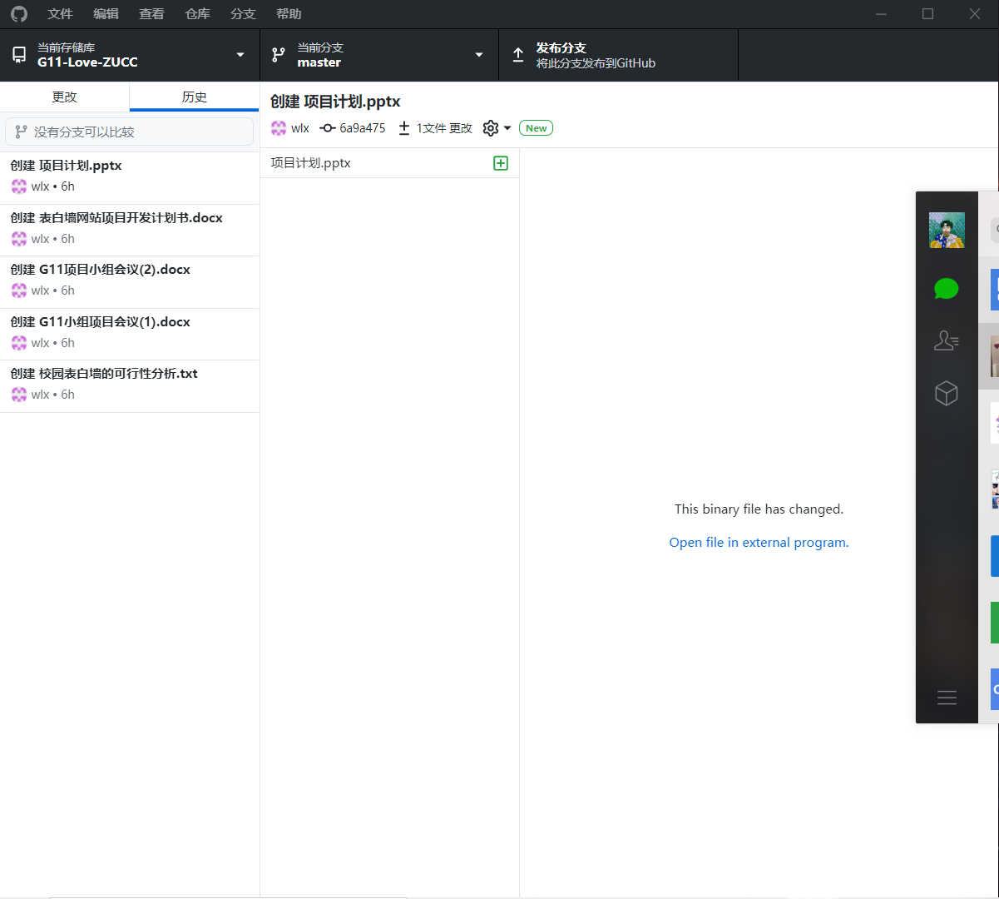 文件 编辑 查看 仓库 分支 帮助
当前存储库
G11-Love-ZUCC
当前分支
master
发布分支
将此分支发布到GitHub
更改 历史
没有分支可以比较
创建 项目计划.pptx
wlx • 6h
创建 表白墙网站项目开发计划书.docx
wlx • 6h
创建 G11项目小组会议(2).docx
wlx • 6h
创建 G11小组项目会议(1).docx
wlx • 6h
创建 校园表白墙的可行性分析.txt
wlx • 6h
创建 项目计划.pptx
wlx 6a9a475 1文件 更改 New
项目计划.pptx
This binary file has changed.
Open file in external program.